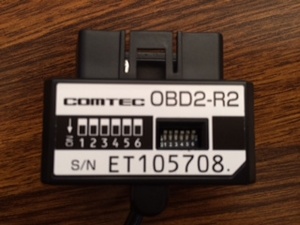 COMTEC OBD2-R2
ON
1 2 3 4 5 6
S/N ET105708.